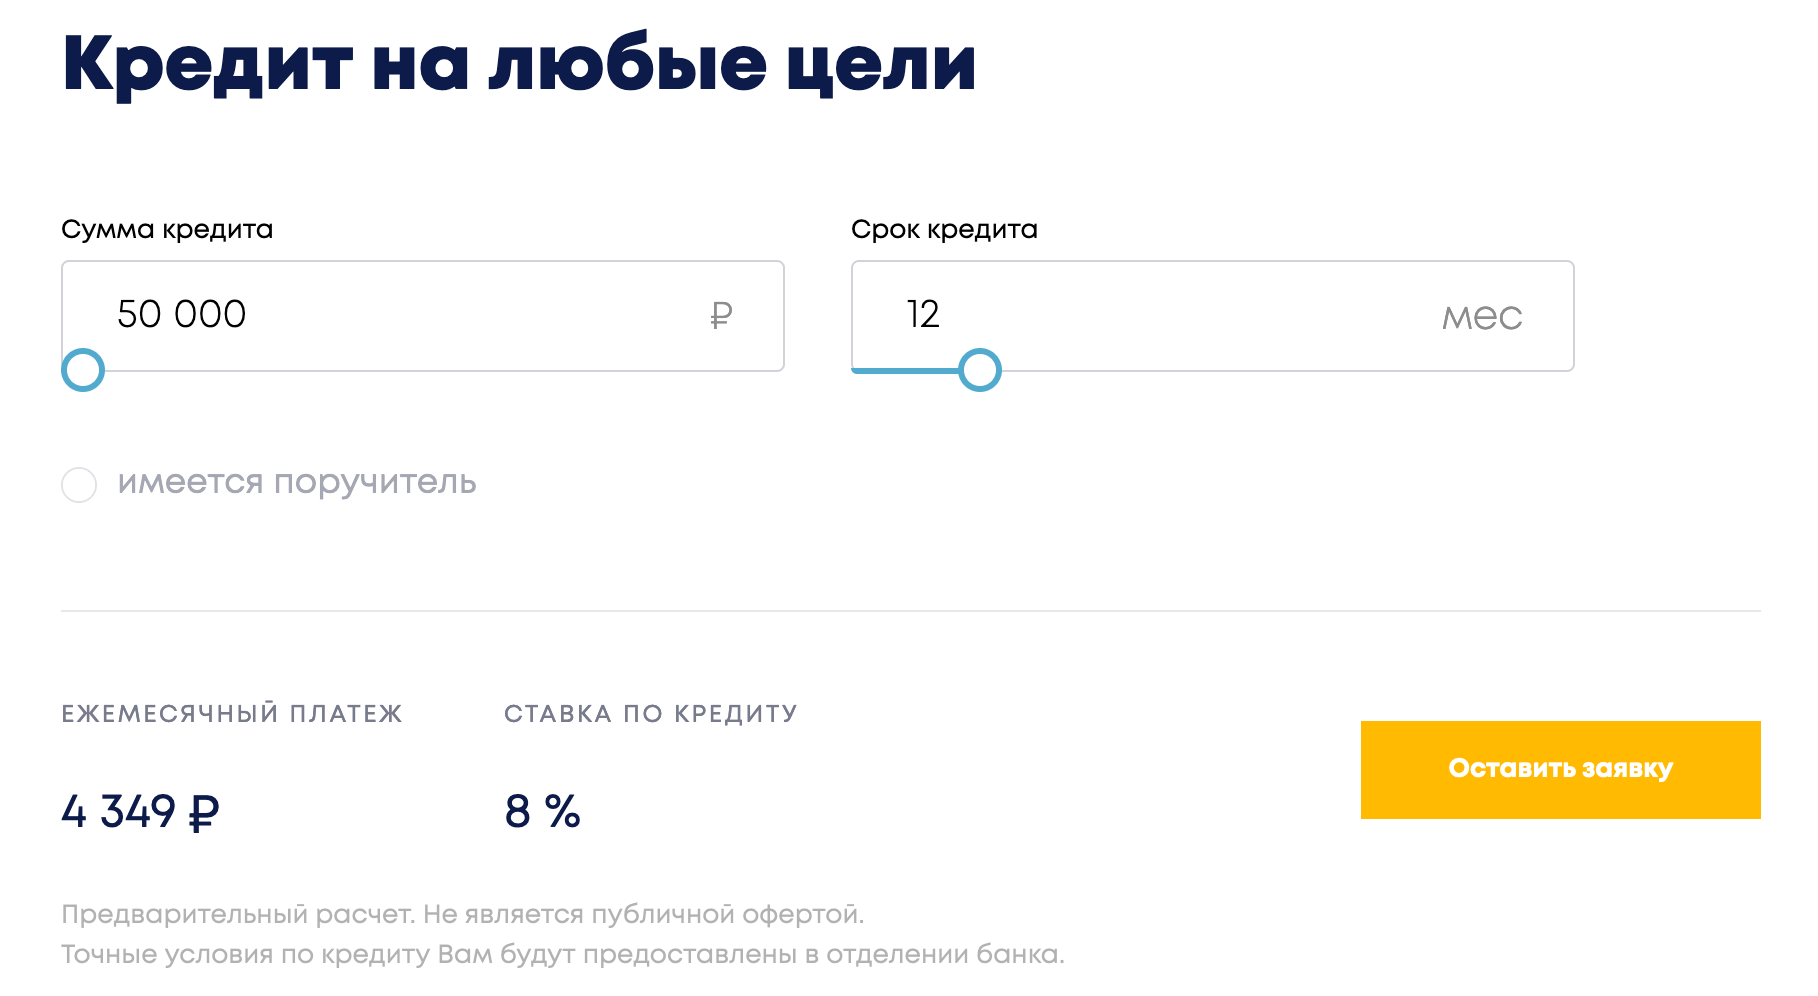 Кредит на любые цели
Сумма кредита
Срок кредита
50 000 ₽
12 мес
имеется поручитель
ЕЖЕМЕСЯЧНЫЙ ПЛАТЕЖ
СТАВКА ПО КРЕДИТУ
4 349 ₽
8 %
Оставить заявку
Предварительный расчет. Не является публичной офертой.
Точные условия по кредиту Вам будут предоставлены в отделении банка.